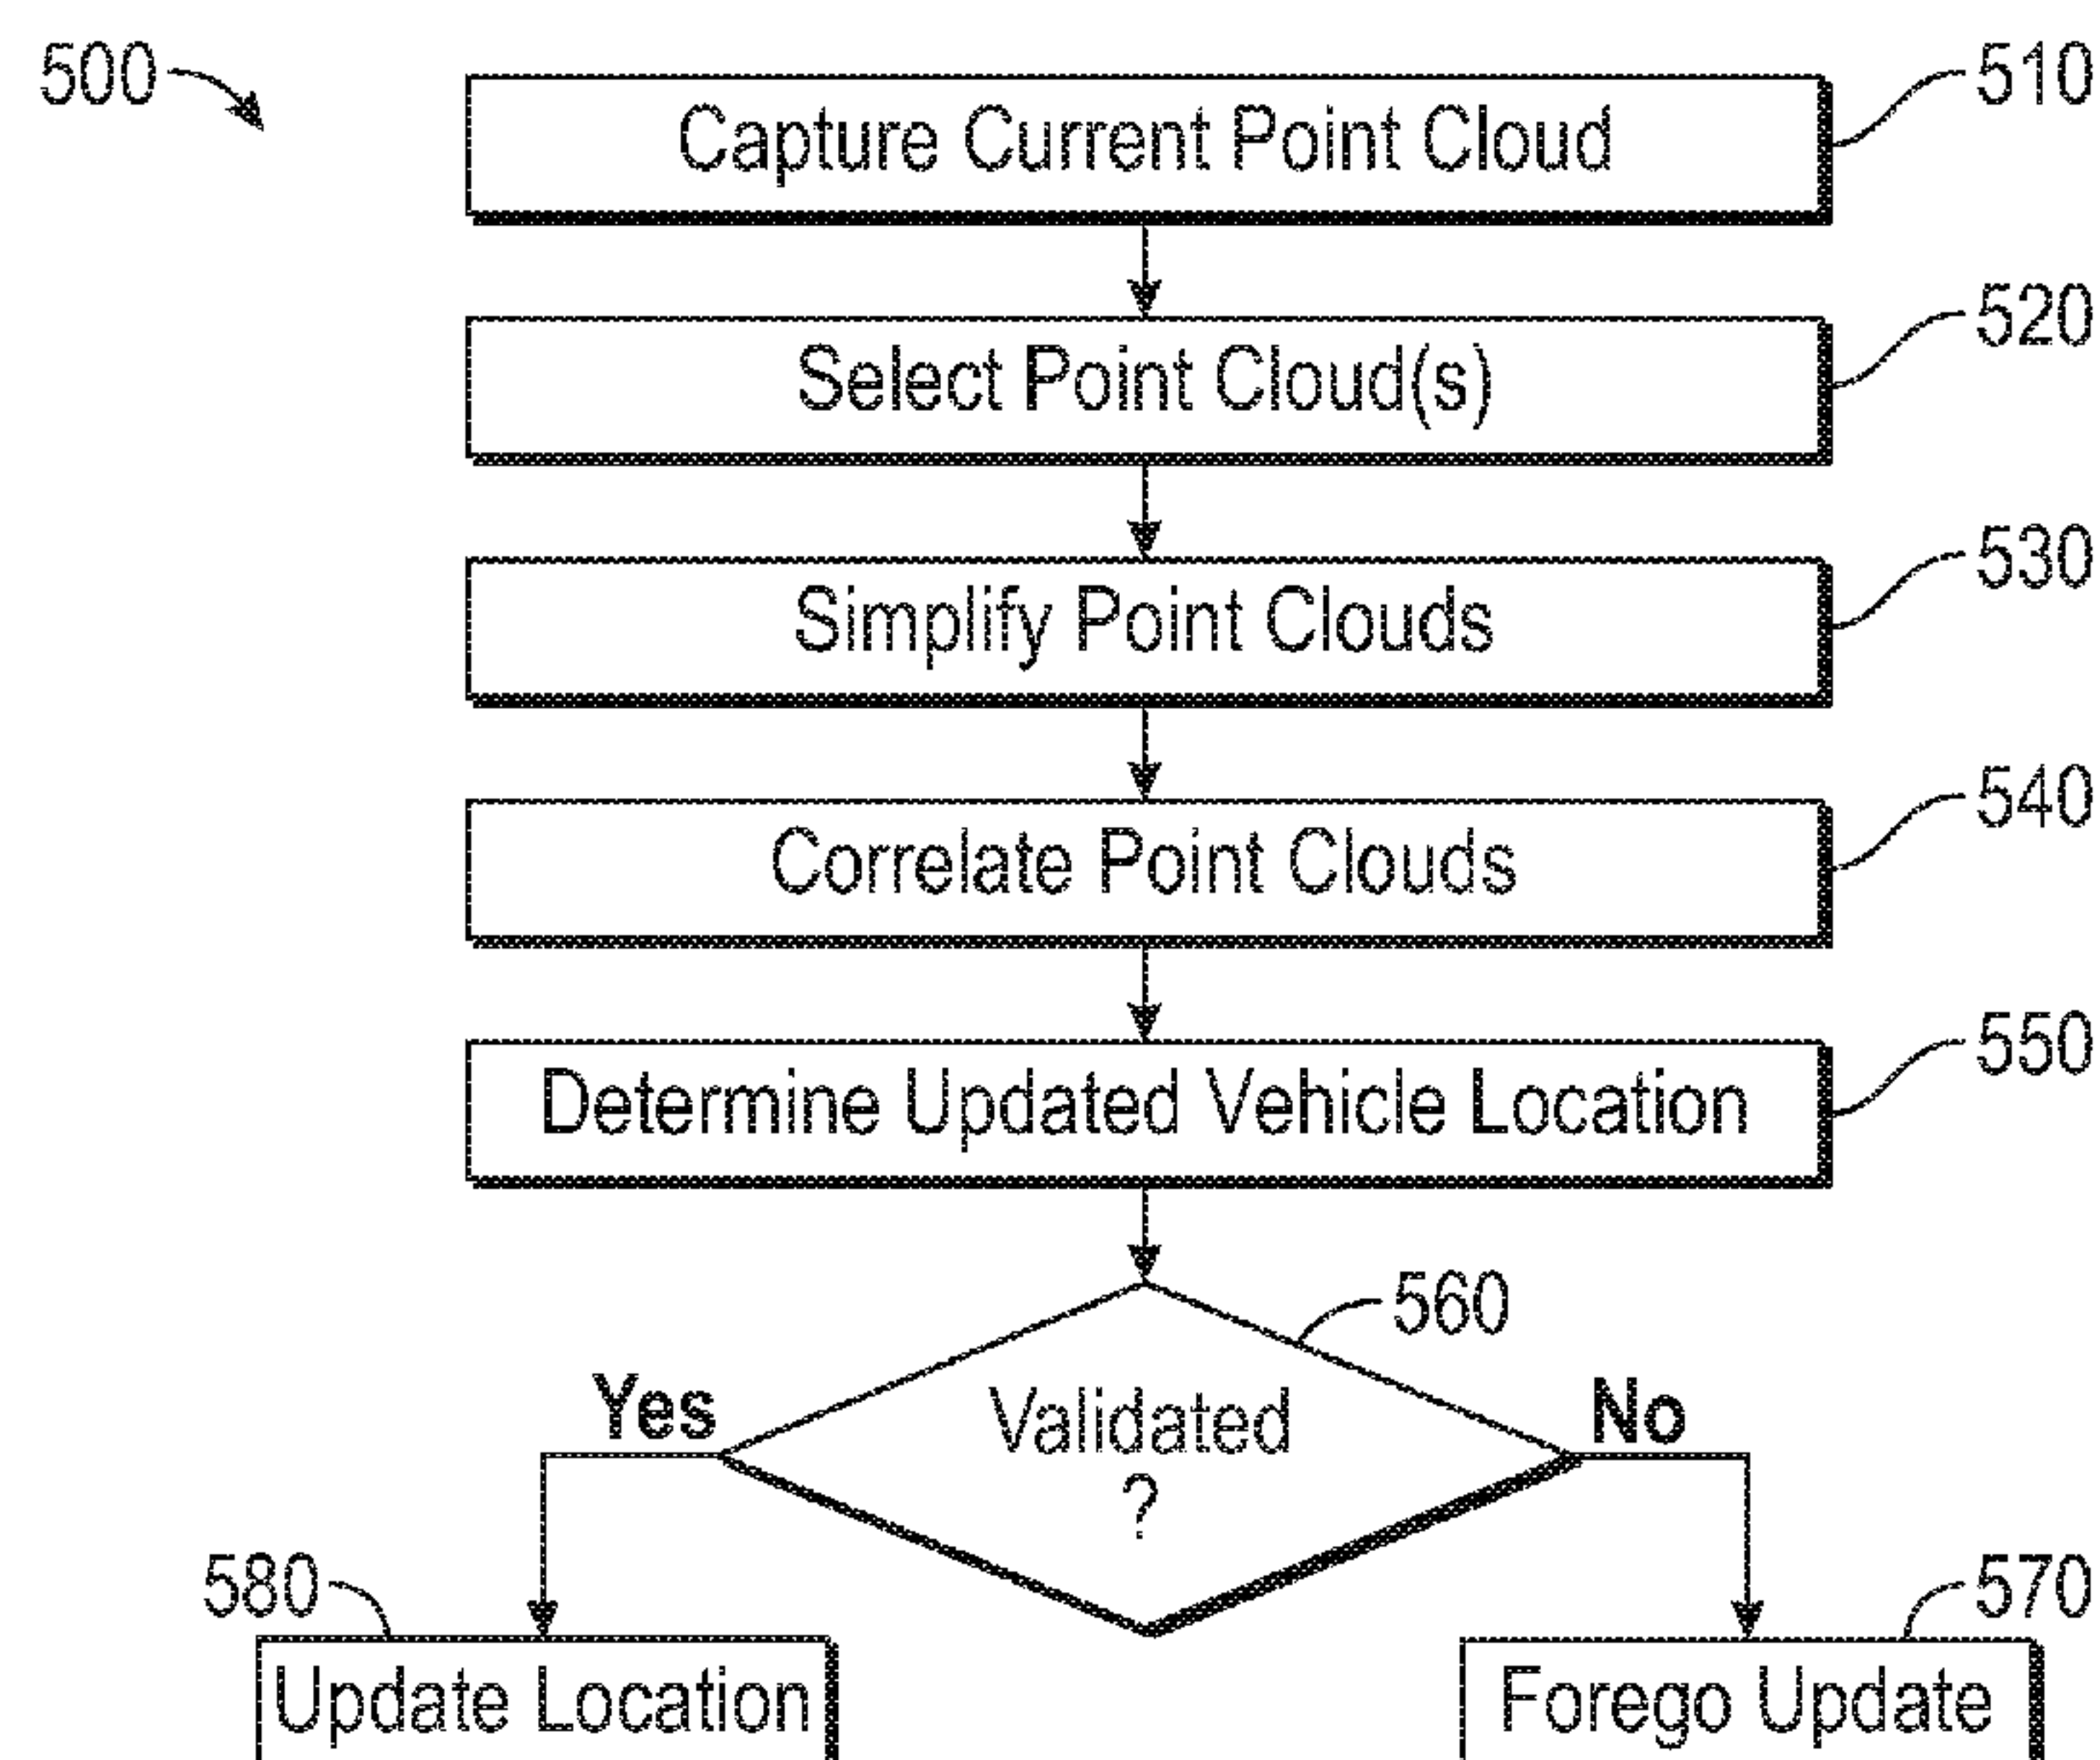 500
510
Capture Current Point Cloud
520
Select Point Cloud(s)
530
Simplify Point Clouds
540
Correlate Point Clouds
550
Determine Updated Vehicle Location
560
Yes
Validated
?
No
580
570
Update Location
Forego Update